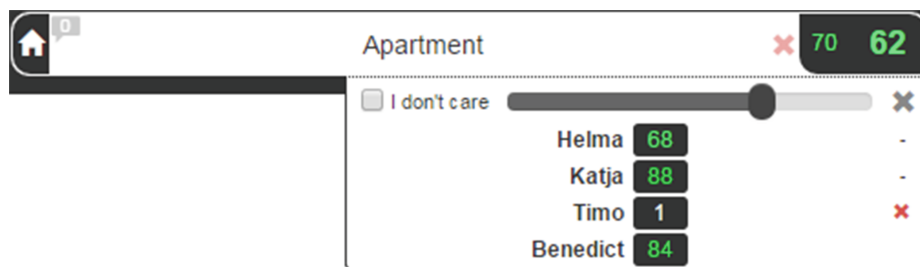 0
Apartment 70 62
I don't care
Helma 68 -
Katja 88 -
Timo 1
Benedict 84